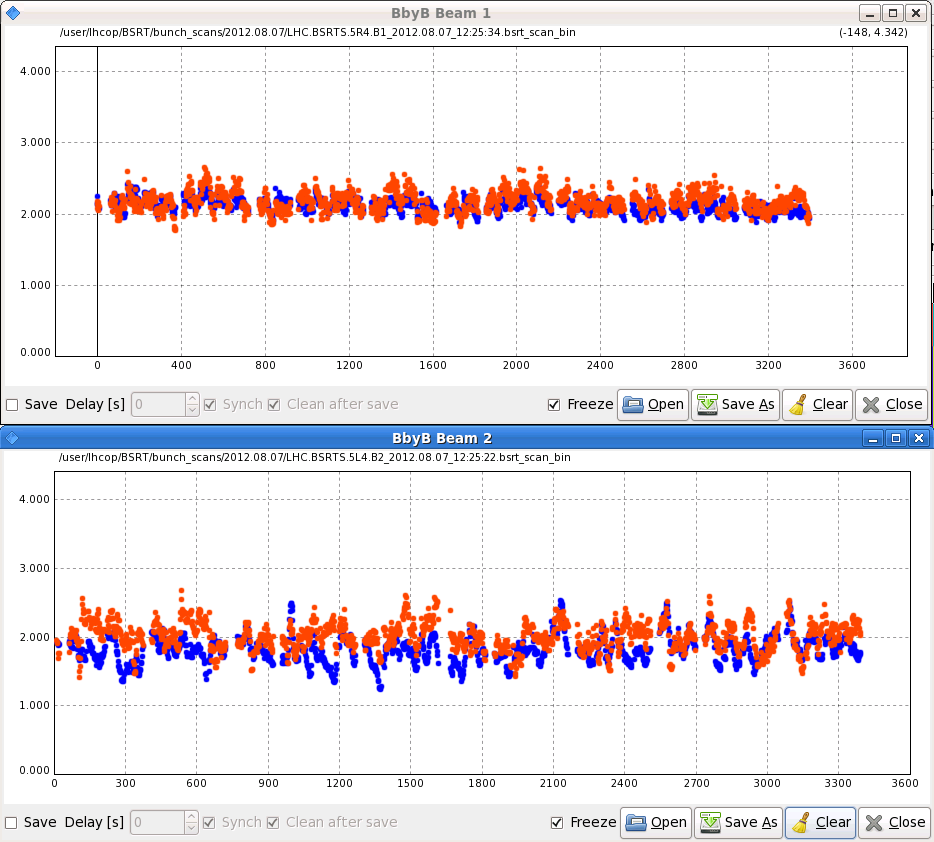 BbyB Beam 1
/user/lhcop/BSRT/bunch_scans/2012.08.07/LHC.BSRTS.5R4.B1_2012.08.07_12:25:34.bsrt_scan_bin (-148, 4.342)
4.000
3.000
2.000
1.000
0.000
0 400 800 1200 1600 2000 2400 2800 3200 3600
Save Delay [s] 0 Synch Clean after save Freeze Open Save As Clear Close
BbyB Beam 2
/user/lhcop/BSRT/bunch_scans/2012.08.07/LHC.BSRTS.5L4.B2_2012.08.07_12:25:22.bsrt_scan_bin
4.000
3.000
2.000
1.000
0.000
0 300 600 900 1200 1500 1800 2100 2400 2700 3000 3300 3600
Save Delay [s] 0 Synch Clean after save Freeze Open Save As Clear Close